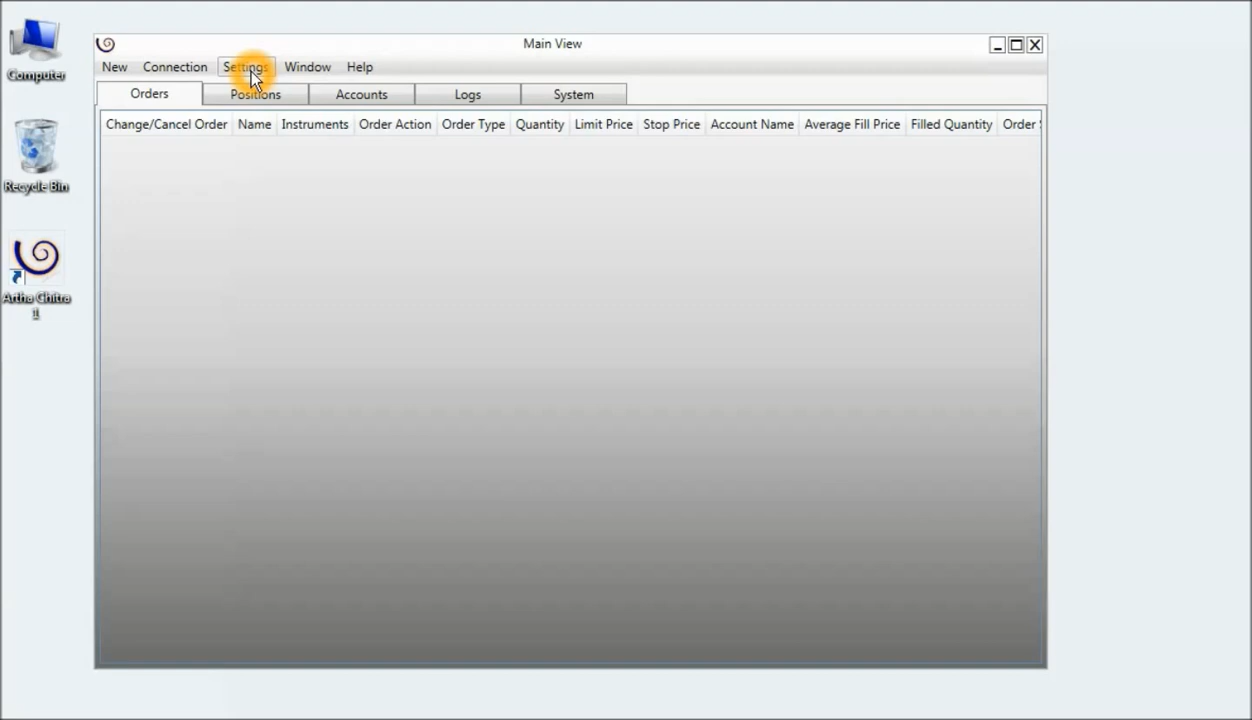 Computer
Recycle Bin
Artha Chitra
1
Main View
New Connection Settings Window Help
Orders Positions Accounts Logs System
Change/Cancel Order Name Instruments Order Action Order Type Quantity Limit Price Stop Price Account Name Average Fill Price Filled Quantity Order